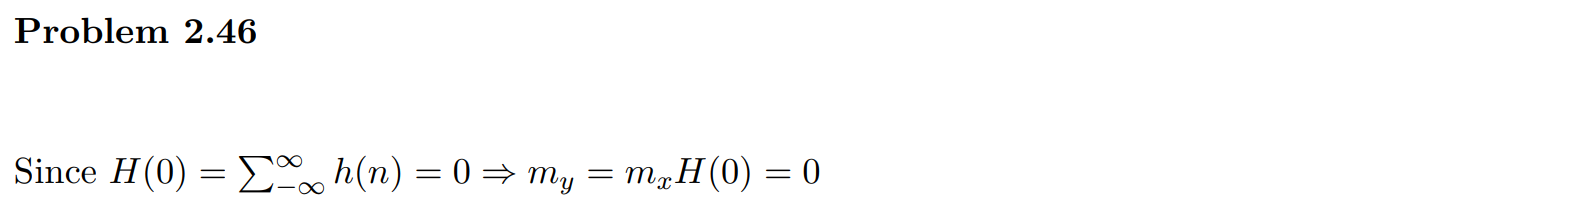 Problem 2.46
Since H(0) = ∑_{-∞}^{∞} h(n) = 0 ⇒ m_y = m_x H(0) = 0